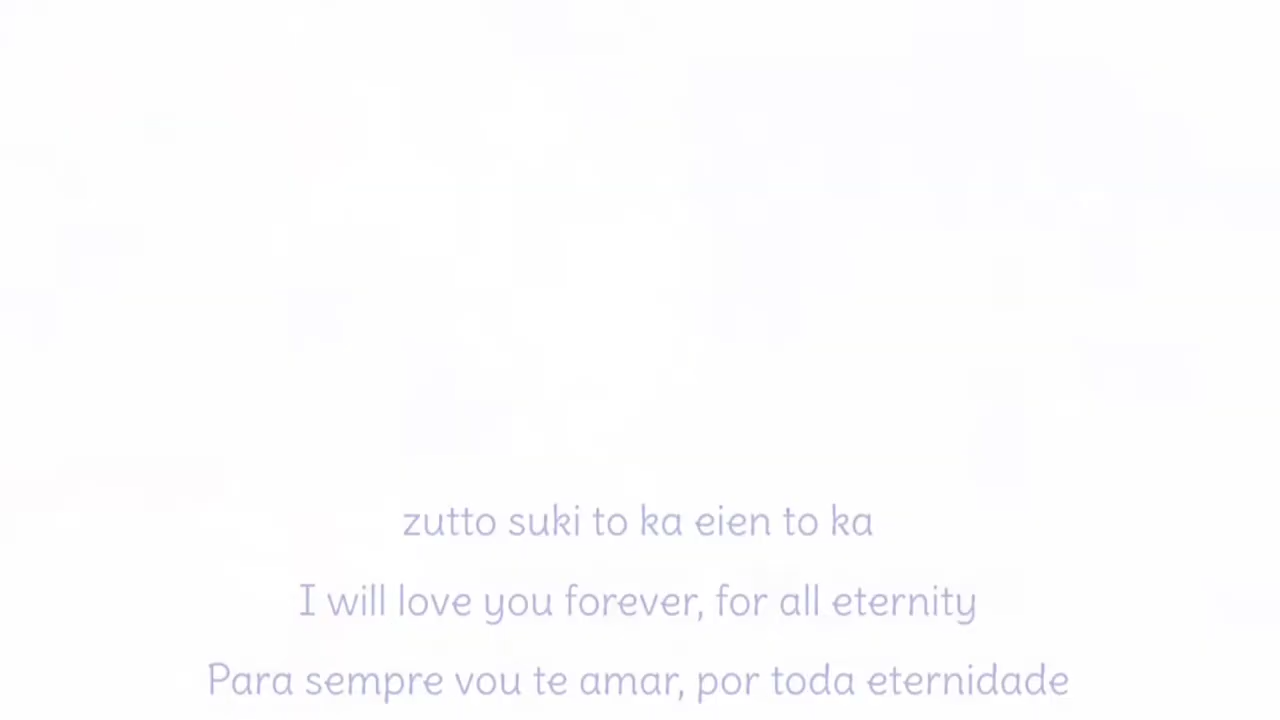 zutto suki to ka eien to ka
I will love you forever, for all eternity
Para sempre vou te amar, por toda eternidade